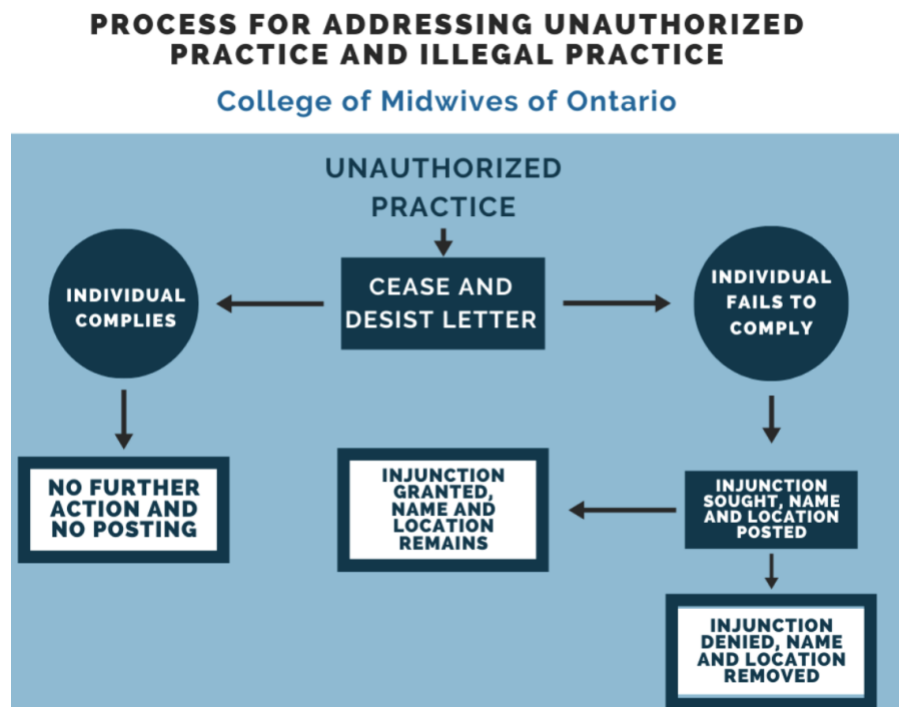 PROCESS FOR ADDRESSING UNAUTHORIZED
PRACTICE AND ILLEGAL PRACTICE
College of Midwives of Ontario
UNAUTHORIZED
PRACTICE
CEASE AND
DESIST LETTER
INDIVIDUAL
COMPLIES
INDIVIDUAL
FAILS TO
COMPLY
NO FURTHER
ACTION AND
NO POSTING
INJUNCTION
GRANTED,
NAME AND
LOCATION
REMAINS
INJUNCTION
SOUGHT, NAME
AND LOCATION
POSTED
INJUNCTION
DENIED, NAME
AND LOCATION
REMOVED